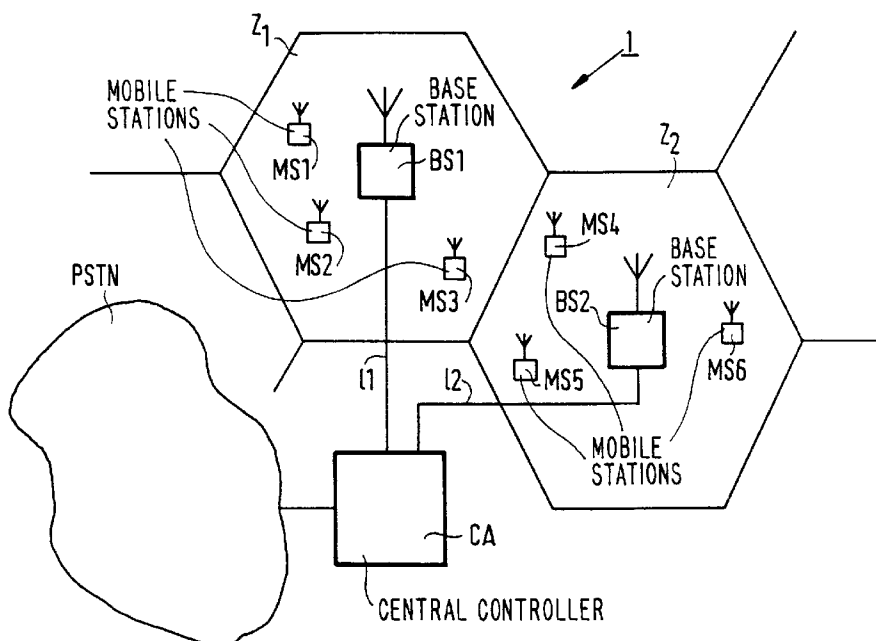 Z1
1
MOBILE
STATIONS
BASE
STATION
MS1
BS1
Z2
MS2
MS4
PSTN
MS3
BASE
STATION
BS2
MS6
l1
l2
MS5
MOBILE
STATIONS
CA
CENTRAL CONTROLLER